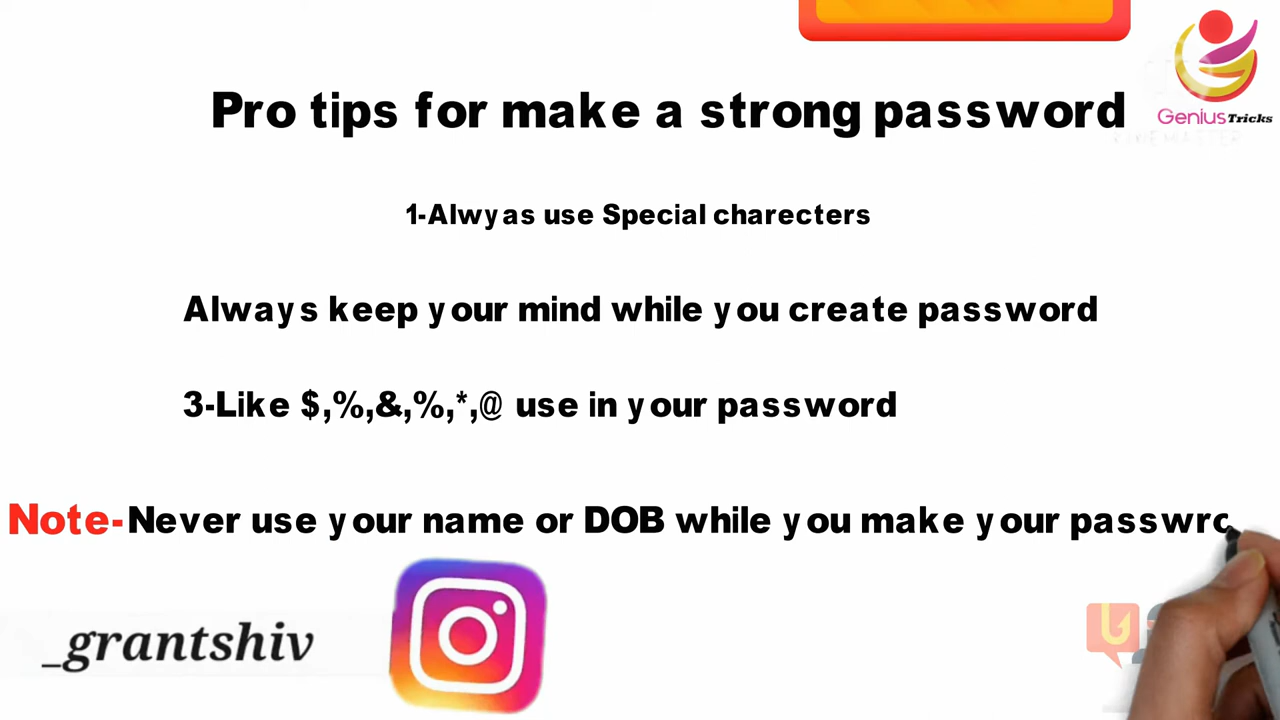 Pro tips for make a strong password
Genius Tricks
1-Alwyas use Special charecters
Always keep your mind while you create password
3-Like $,%,&,%,*,@ use in your password
Note-Never use your name or DOB while you make your passwrc
_grantshiv